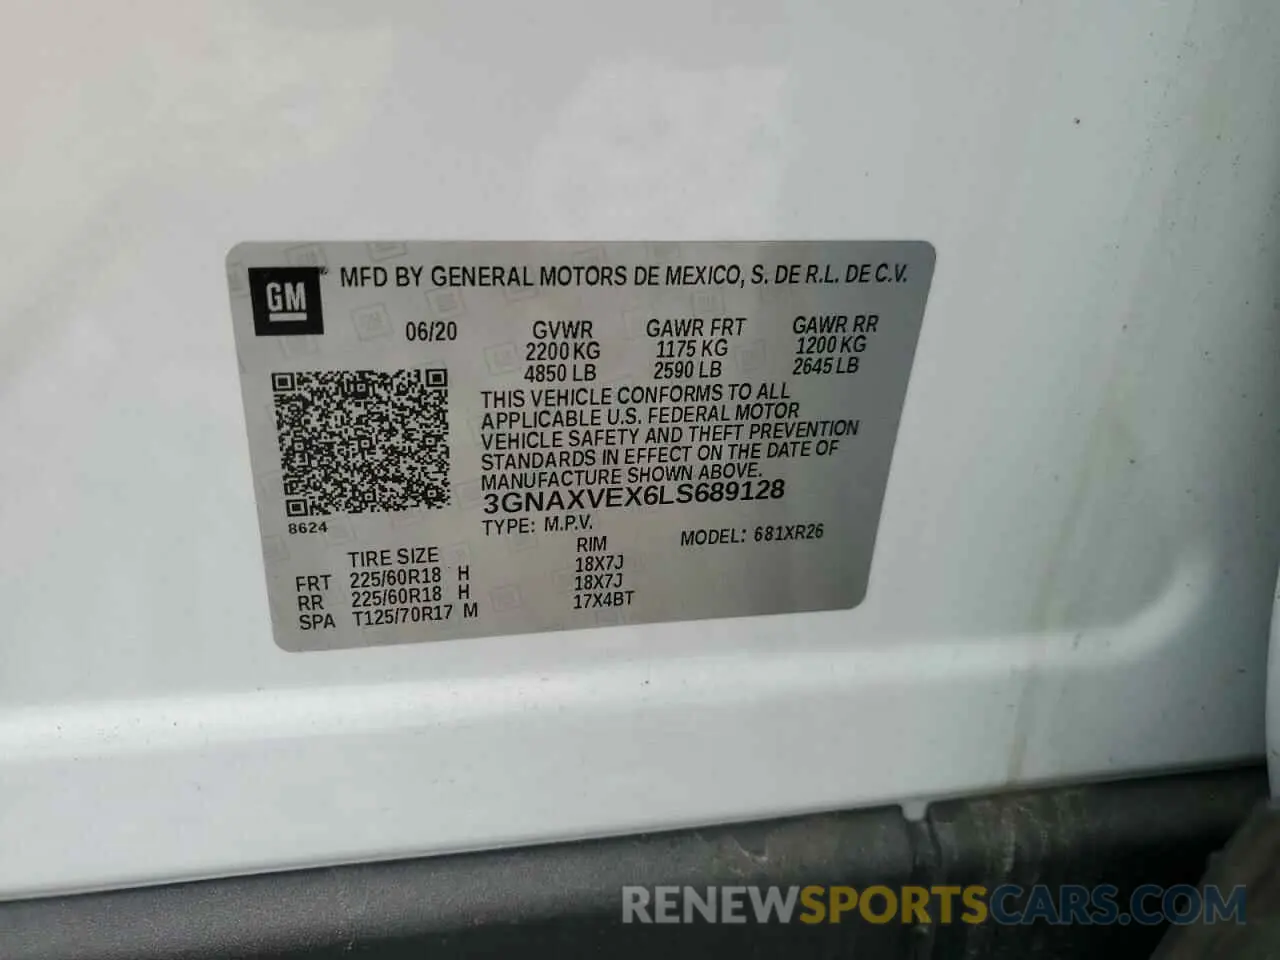 GM® MFD BY GENERAL MOTORS DE MEXICO, S. DE R.L. DE C.V.
06/20 GVWR GAWR FRT GAWR RR
2200 KG 1175 KG 1200 KG
4850 LB 2590 LB 2645 LB
THIS VEHICLE CONFORMS TO ALL
APPLICABLE U.S. FEDERAL MOTOR
VEHICLE SAFETY AND THEFT PREVENTION
STANDARDS IN EFFECT ON THE DATE OF
MANUFACTURE SHOWN ABOVE.
3GNAXVEX6LS689128
8624
TYPE: M.P.V. MODEL: 681XR26
TIRE SIZE RIM
FRT 225/60R18 H 18X7J
RR 225/60R18 H 18X7J
SPA T125/70R17 M 17X4BT
RENEWSPORTSCARS.COM